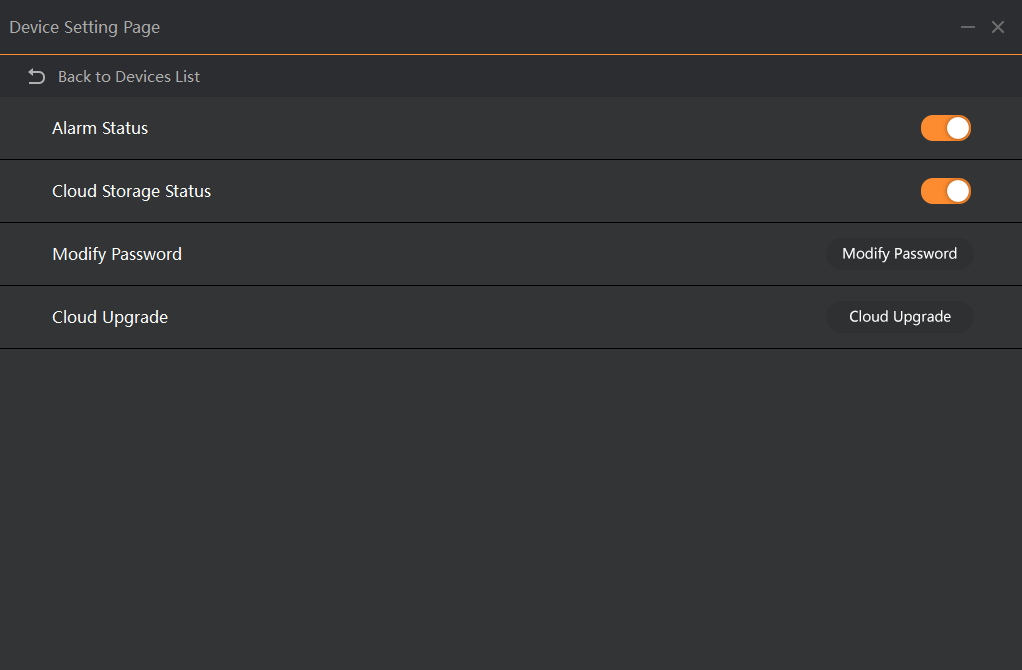 Device Setting Page
Back to Devices List
Alarm Status
Cloud Storage Status
Modify Password Modify Password
Cloud Upgrade Cloud Upgrade